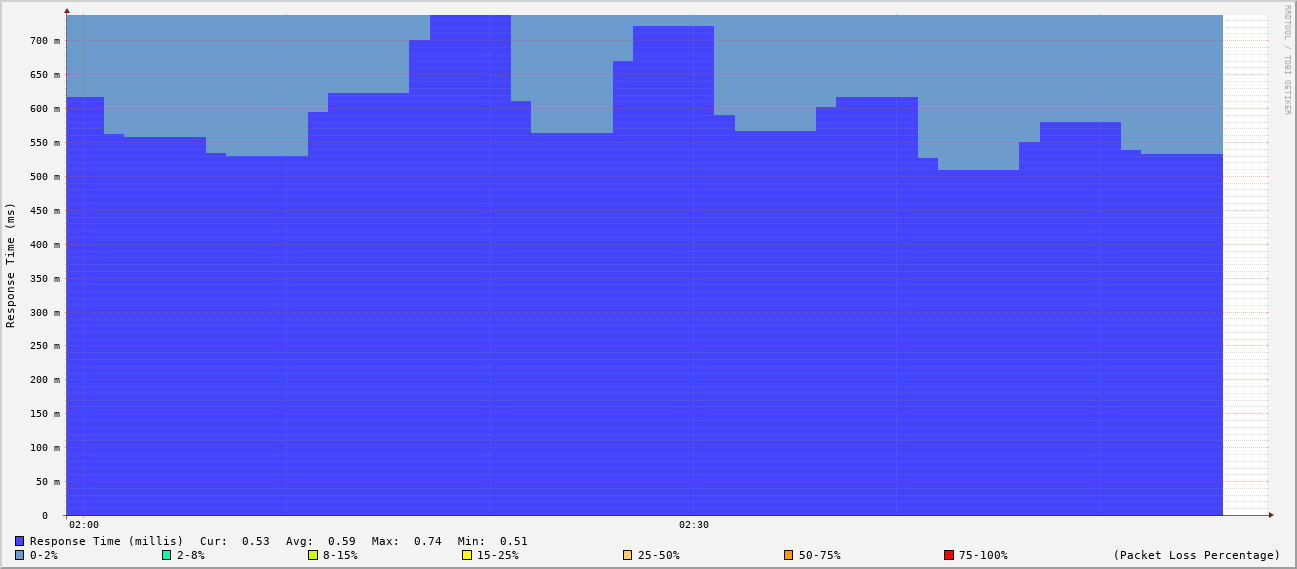 RRDTOOL / TOBI OETIKER
Response Time (ms)
700 m
650 m
600 m
550 m
500 m
450 m
400 m
350 m
300 m
250 m
200 m
150 m
100 m
50 m
0
02:00 02:30
Response Time (millis) Cur: 0.53 Avg: 0.59 Max: 0.74 Min: 0.51
0-2% 2-8% 8-15% 15-25% 25-50% 50-75% 75-100% (Packet Loss Percentage)